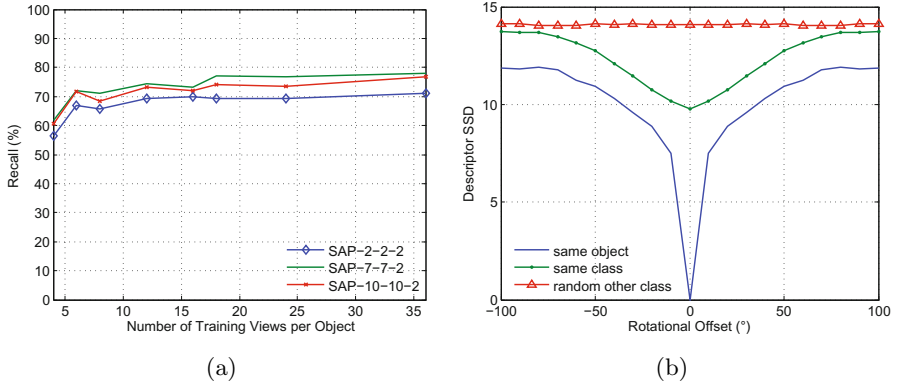 100
90
80
70
60
50
40
30
20
10
0
Recall (%)
SAP−2−2−2
SAP−7−7−2
SAP−10−10−2
5 10 15 20 25 30 35
Number of Training Views per Object
(a)
15
10
5
0
Descriptor SSD
same object
same class
random other class
−100 −50 0 50 100
Rotational Offset (°)
(b)